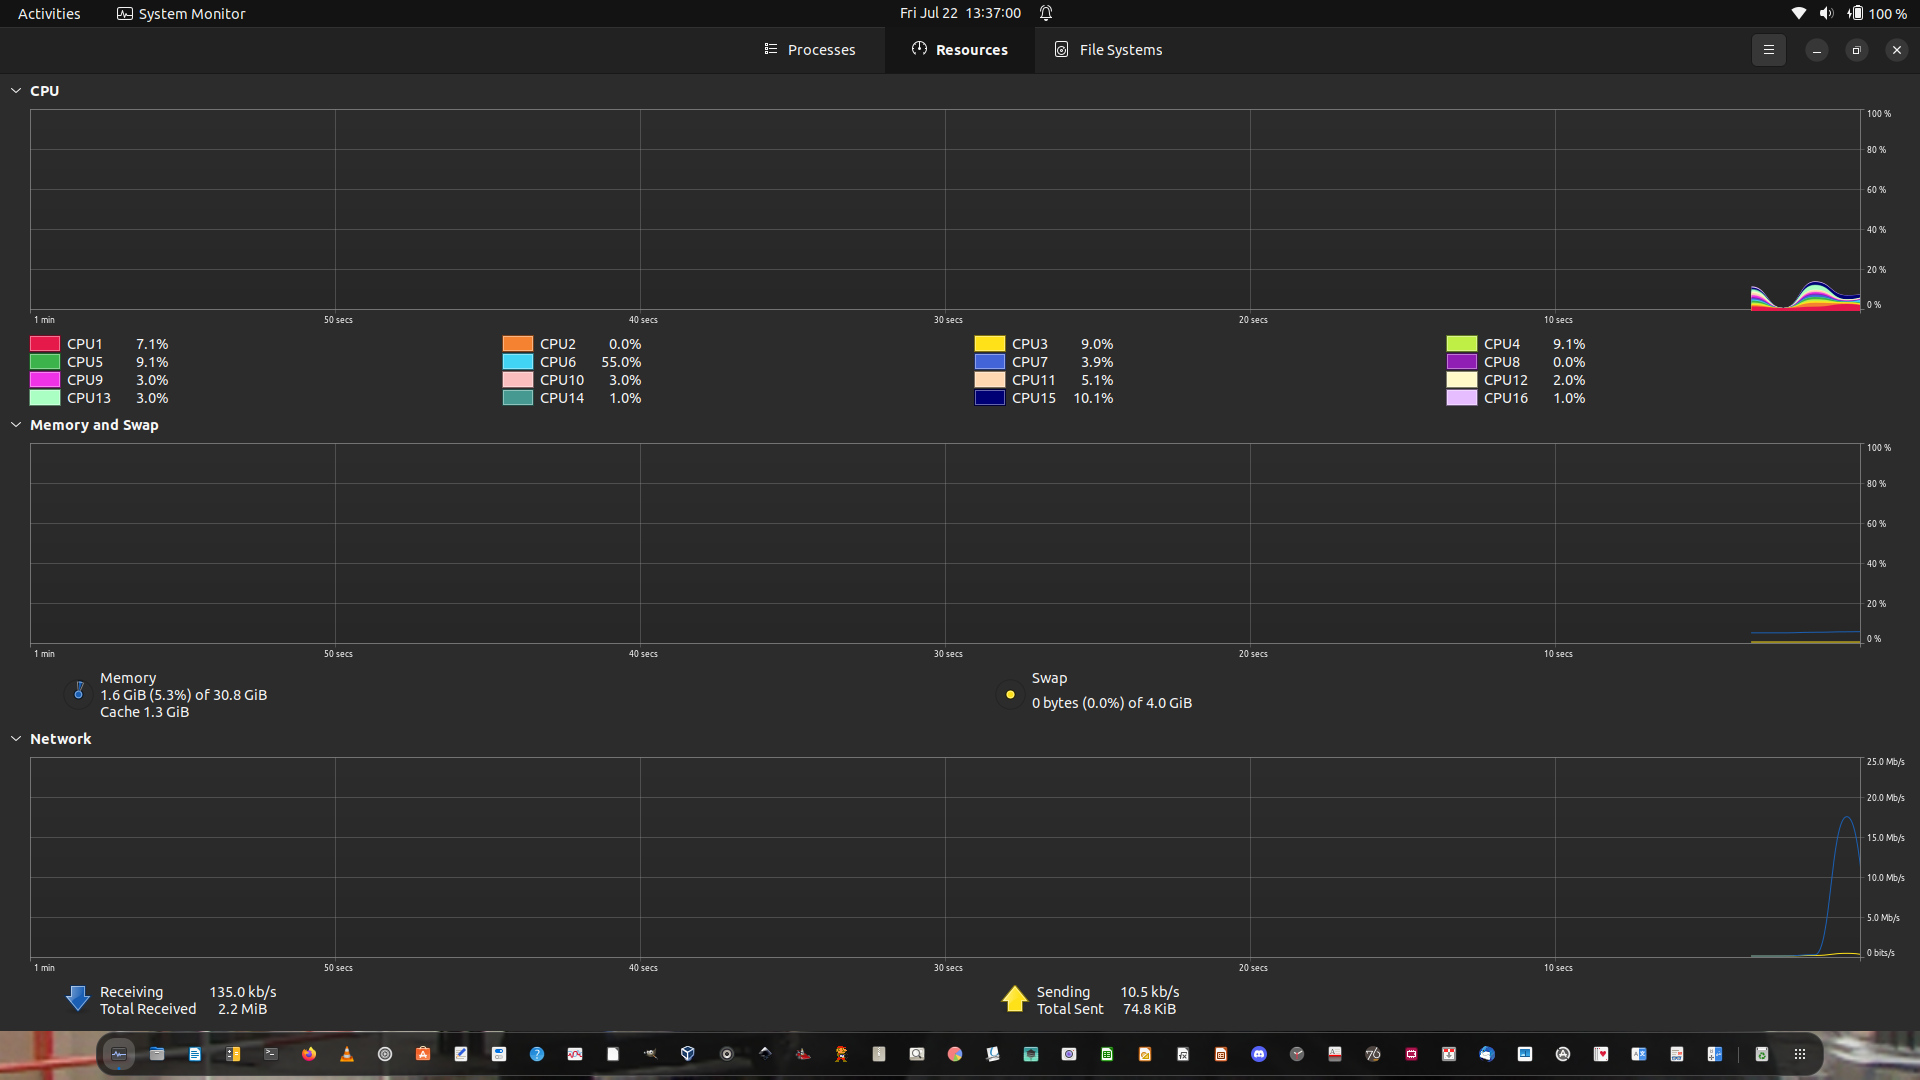 Activities System Monitor Fri Jul 22 13:37:00 100 %
Processes Resources File Systems
CPU
100 %
80 %
60 %
40 %
20 %
0 %
1 min 50 secs 40 secs 30 secs 20 secs 10 secs
CPU1 7.1% CPU2 0.0% CPU3 9.0% CPU4 9.1%
CPU5 9.1% CPU6 55.0% CPU7 3.9% CPU8 0.0%
CPU9 3.0% CPU10 3.0% CPU11 5.1% CPU12 2.0%
CPU13 3.0% CPU14 1.0% CPU15 10.1% CPU16 1.0%
Memory and Swap
100 %
80 %
60 %
40 %
20 %
0 %
1 min 50 secs 40 secs 30 secs 20 secs 10 secs
Memory Swap
1.6 GiB (5.3%) of 30.8 GiB 0 bytes (0.0%) of 4.0 GiB
Cache 1.3 GiB
Network
25.0 Mb/s
20.0 Mb/s
15.0 Mb/s
10.0 Mb/s
5.0 Mb/s
0 bits/s
1 min 50 secs 40 secs 30 secs 20 secs 10 secs
Receiving 135.0 kb/s Sending 10.5 kb/s
Total Received 2.2 MiB Total Sent 74.8 KiB
76